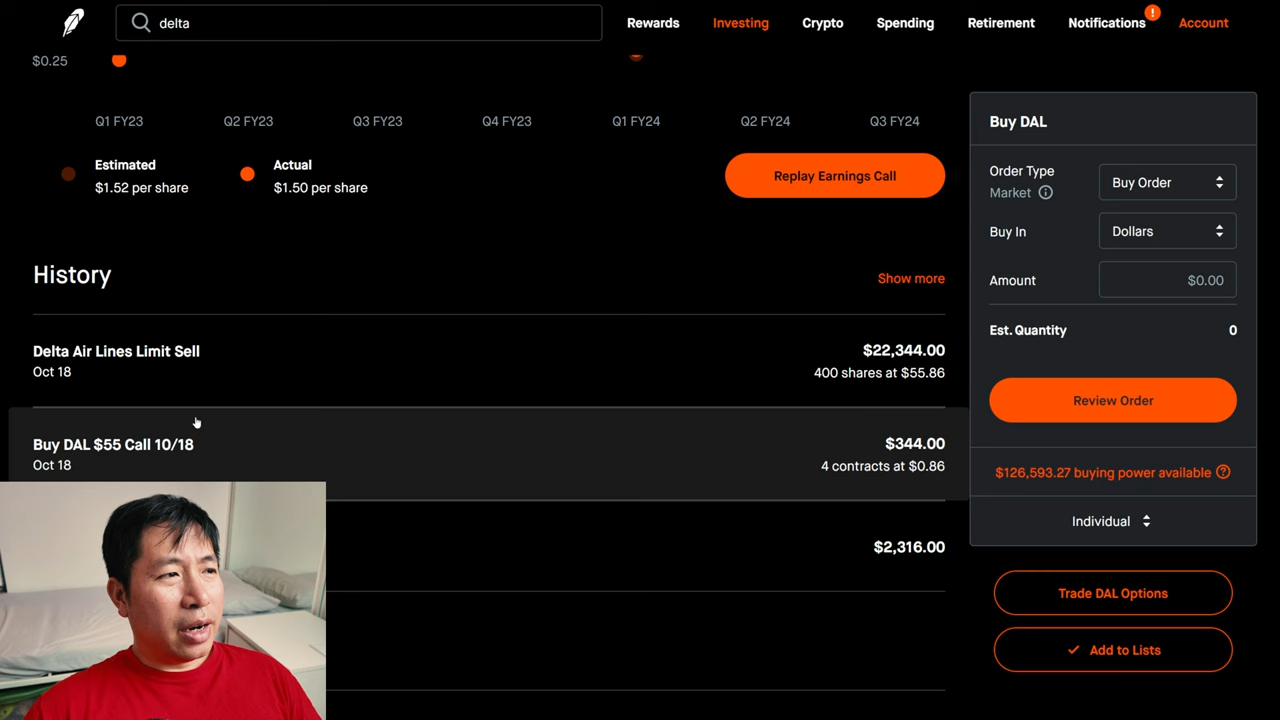 delta
Rewards
Investing
Crypto
Spending
Retirement
Notifications
!
Account
$0.25
Q1 FY23
Q2 FY23
Q3 FY23
Q4 FY23
Q1 FY24
Q2 FY24
Q3 FY24
Estimated
$1.52 per share
Actual
$1.50 per share
Replay Earnings Call
History
Show more
Delta Air Lines Limit Sell
Oct 18
$22,344.00
400 shares at $55.86
Buy DAL $55 Call 10/18
Oct 18
$344.00
4 contracts at $0.86
$2,316.00
Buy DAL
Order Type
Market
Buy Order
Buy In
Dollars
Amount
$0.00
Est. Quantity
0
Review Order
$126,593.27 buying power available
Individual
Trade DAL Options
Add to Lists